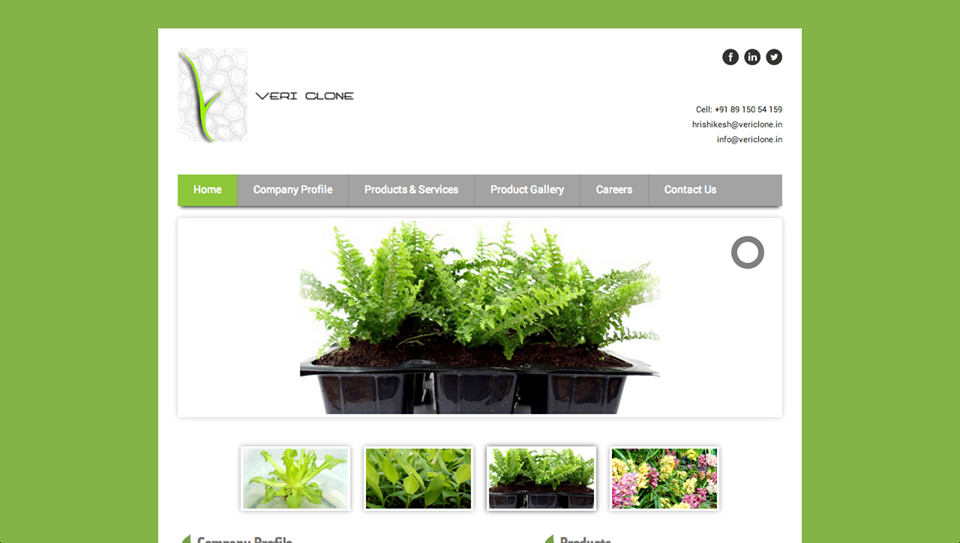 VERI CLONE
Cell: +91 89 150 54 159
hrishikesh@vericlone.in
info@vericlone.in
Home Company Profile Products & Services Product Gallery Careers Contact Us
Company Profile Products